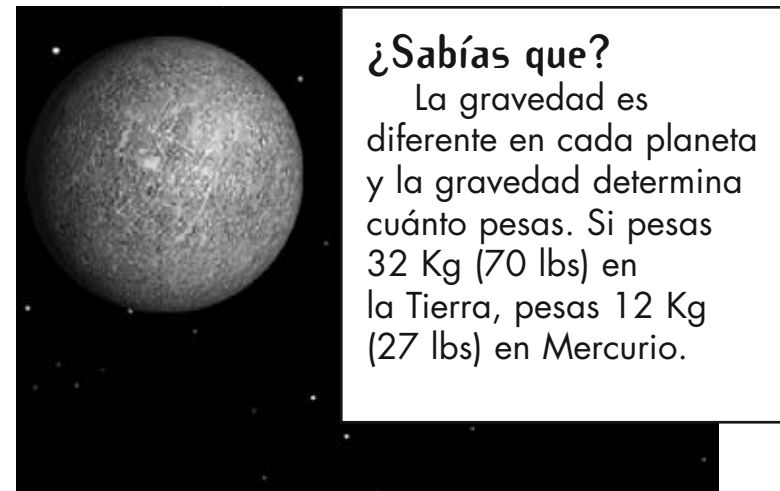 ¿Sabías que?
La gravedad es
diferente en cada planeta
y la gravedad determina
cuánto pesas. Si pesas
32 Kg (70 lbs) en
la Tierra, pesas 12 Kg
(27 lbs) en Mercurio.